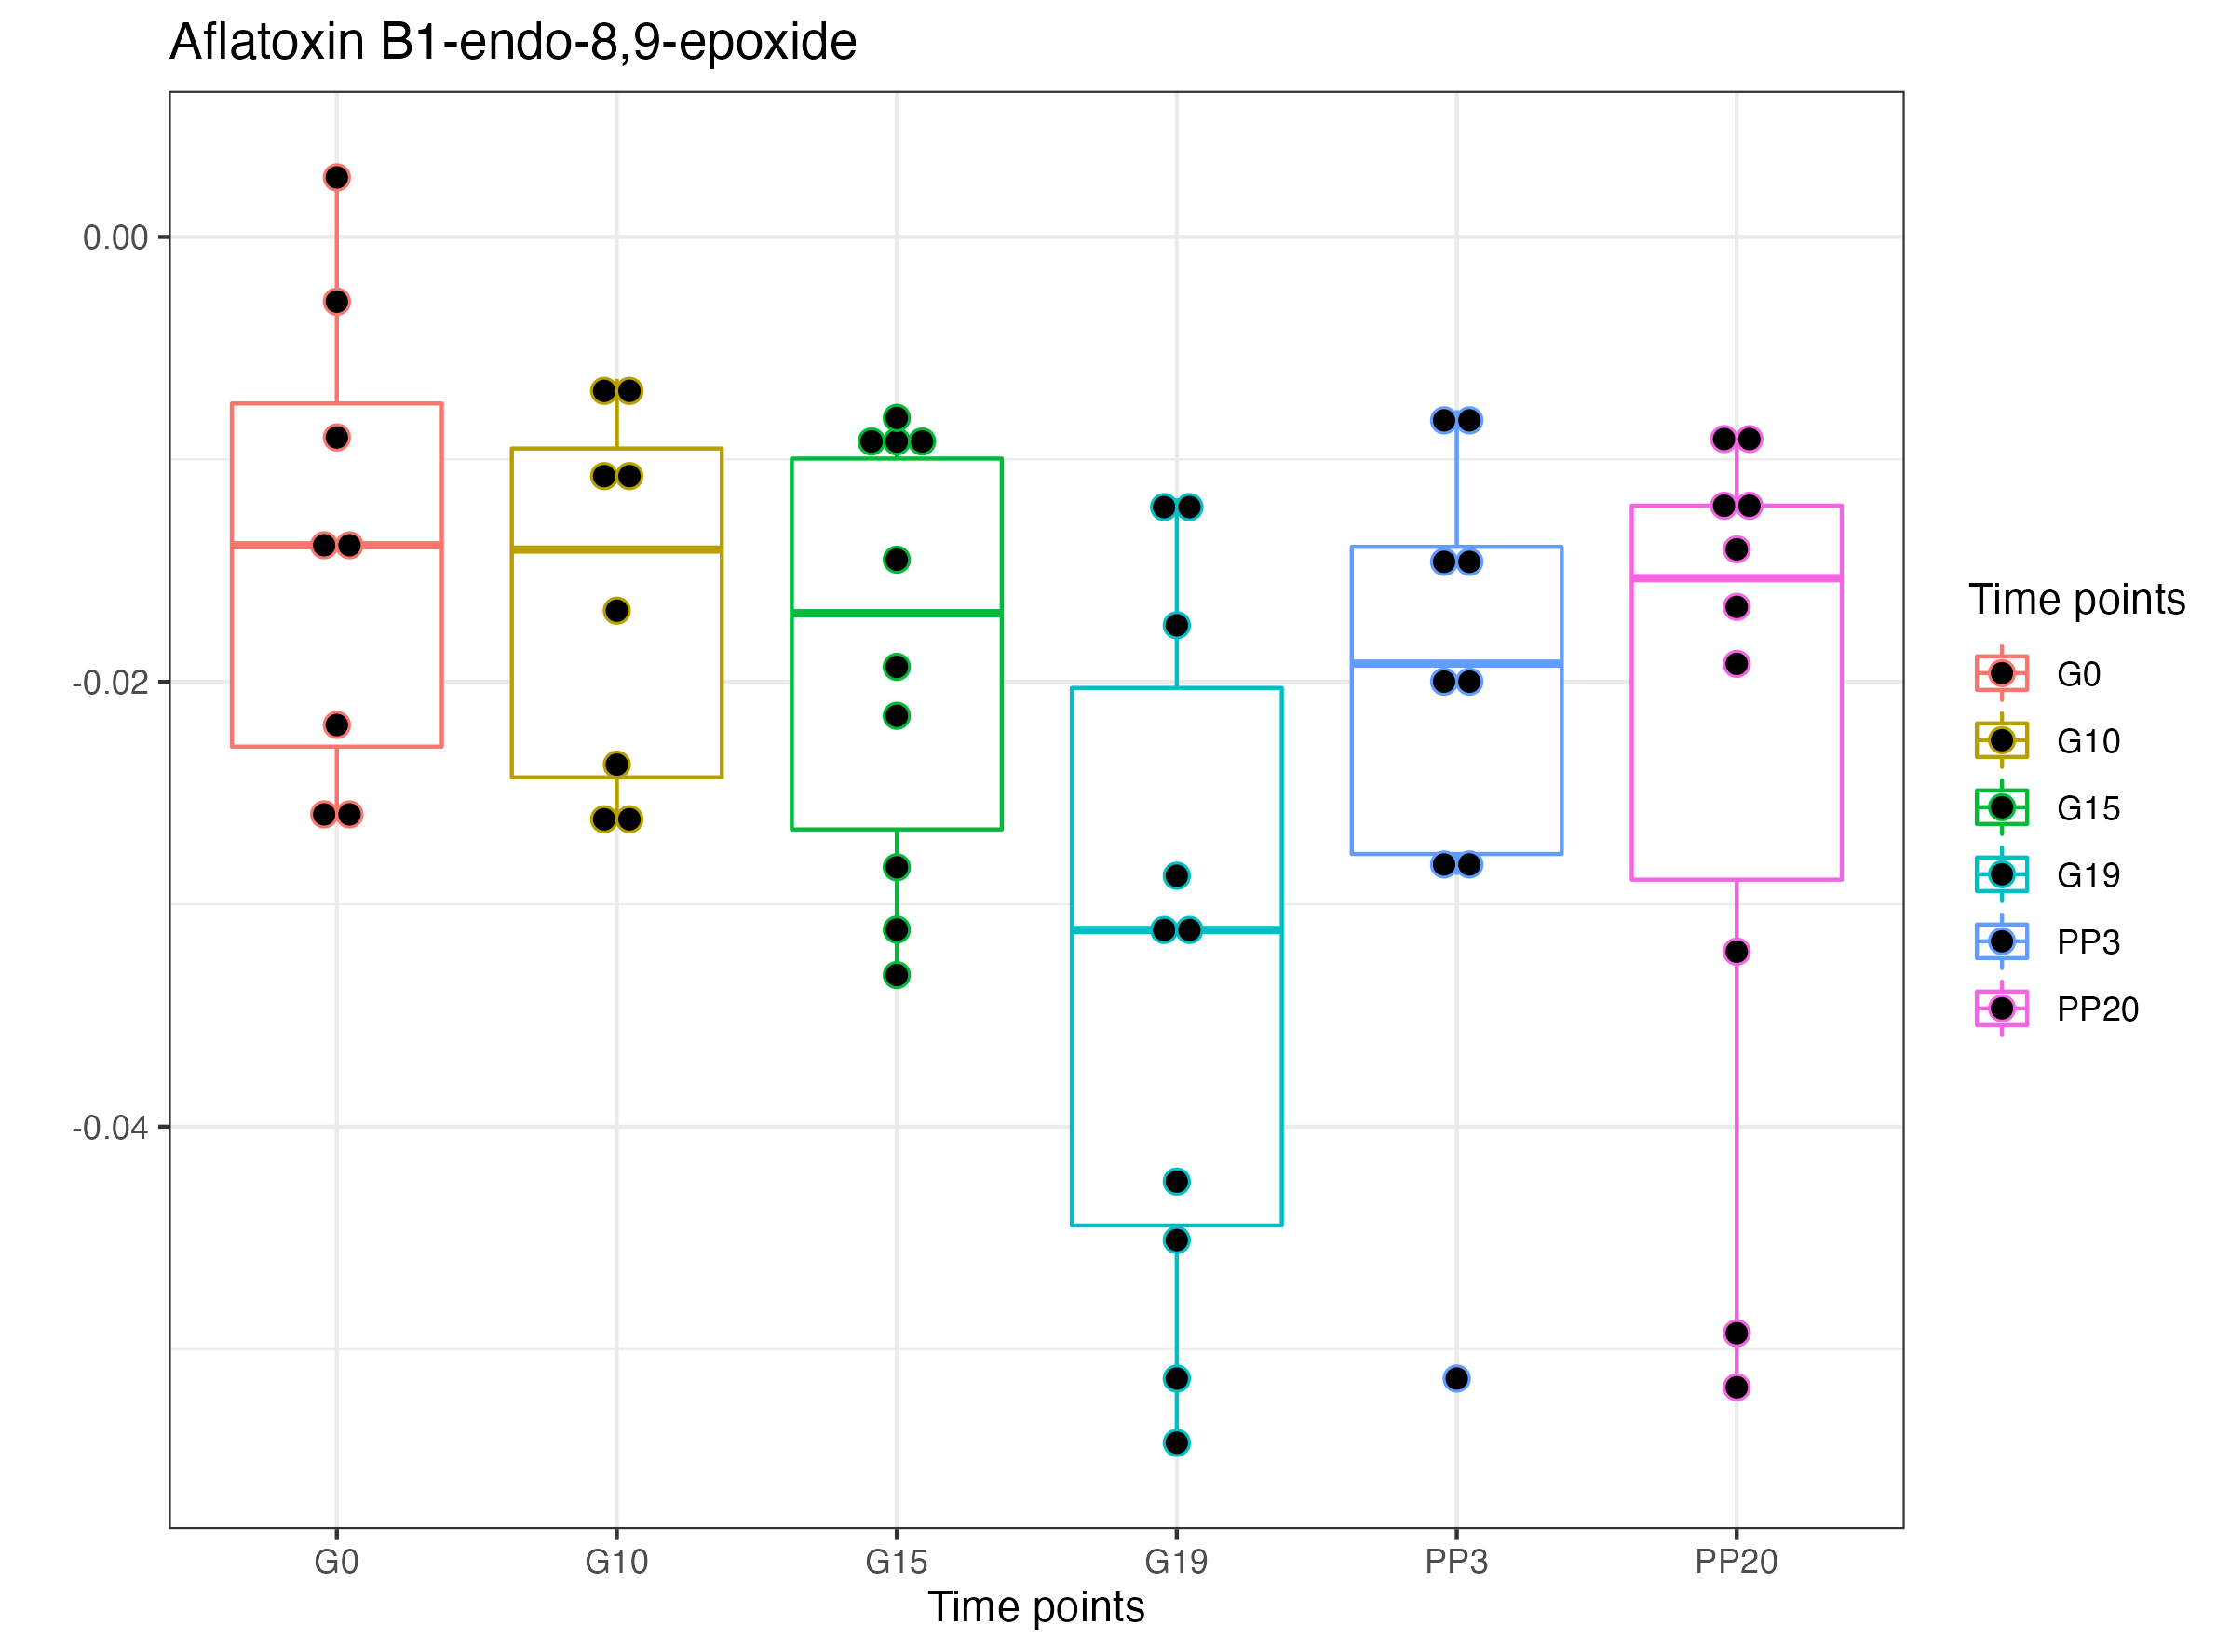 Aflatoxin B1-endo-8,9-epoxide
0.00
-0.02
-0.04
G0 G10 G15 G19 PP3 PP20
Time points
Time points
G0
G10
G15
G19
PP3
PP20